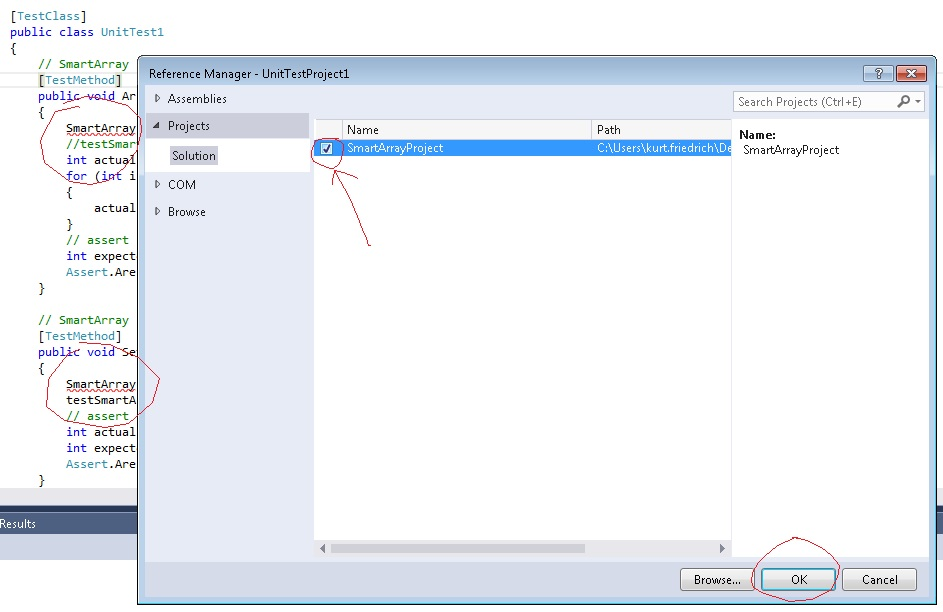 [TestClass]
public class UnitTest1
{
// SmartArray
[TestMethod]
public void Ar
{
SmartArray
//testSmar
int actual
for (int i
{
actual
}
// assert
int expect
Assert.Are
}
// SmartArray
[TestMethod]
public void Se
{
SmartArray
testSmartA
// assert
int actual
int expect
Assert.Are
}
Results
Reference Manager - UnitTestProject1
Assemblies
Projects
Solution
COM
Browse
Name Path
SmartArrayProject C:\Users\kurt.friedrich\De
Search Projects (Ctrl+E)
Name:
SmartArrayProject
Browse... OK Cancel